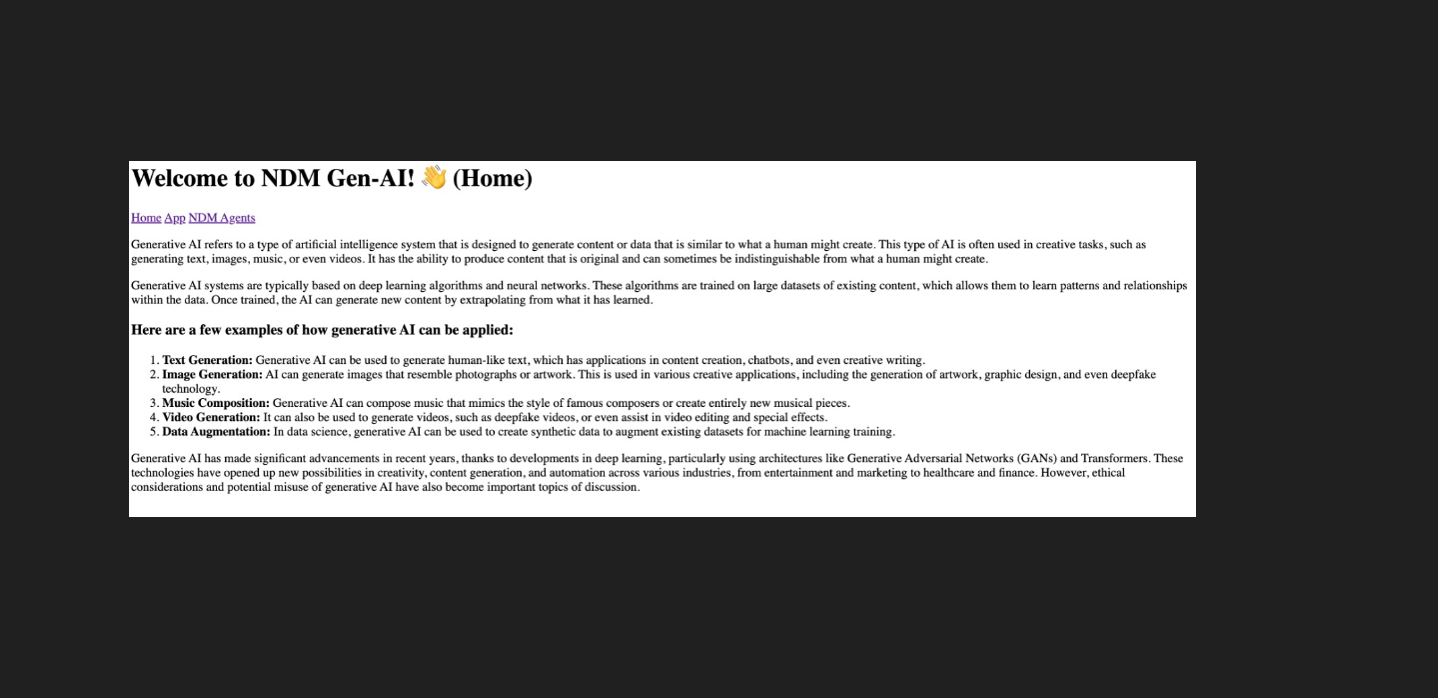 Welcome to NDM Gen-AI! 👋 (Home)
Home App NDM Agents
Generative AI refers to a type of artificial intelligence system that is designed to generate content or data that is similar to what a human might create. This type of AI is often used in creative tasks, such as
generating text, images, music, or even videos. It has the ability to produce content that is original and can sometimes be indistinguishable from what a human might create.
Generative AI systems are typically based on deep learning algorithms and neural networks. These algorithms are trained on large datasets of existing content, which allows them to learn patterns and relationships
within the data. Once trained, the AI can generate new content by extrapolating from what it has learned.
Here are a few examples of how generative AI can be applied:
1. Text Generation: Generative AI can be used to generate human-like text, which has applications in content creation, chatbots, and even creative writing.
2. Image Generation: AI can generate images that resemble photographs or artwork. This is used in various creative applications, including the generation of artwork, graphic design, and even deepfake
technology.
3. Music Composition: Generative AI can compose music that mimics the style of famous composers or create entirely new musical pieces.
4. Video Generation: It can also be used to generate videos, such as deepfake videos, or even assist in video editing and special effects.
5. Data Augmentation: In data science, generative AI can be used to create synthetic data to augment existing datasets for machine learning training.
Generative AI has made significant advancements in recent years, thanks to developments in deep learning, particularly using architectures like Generative Adversarial Networks (GANs) and Transformers. These
technologies have opened up new possibilities in creativity, content generation, and automation across various industries, from entertainment and marketing to healthcare and finance. However, ethical
considerations and potential misuse of generative AI have also become important topics of discussion.